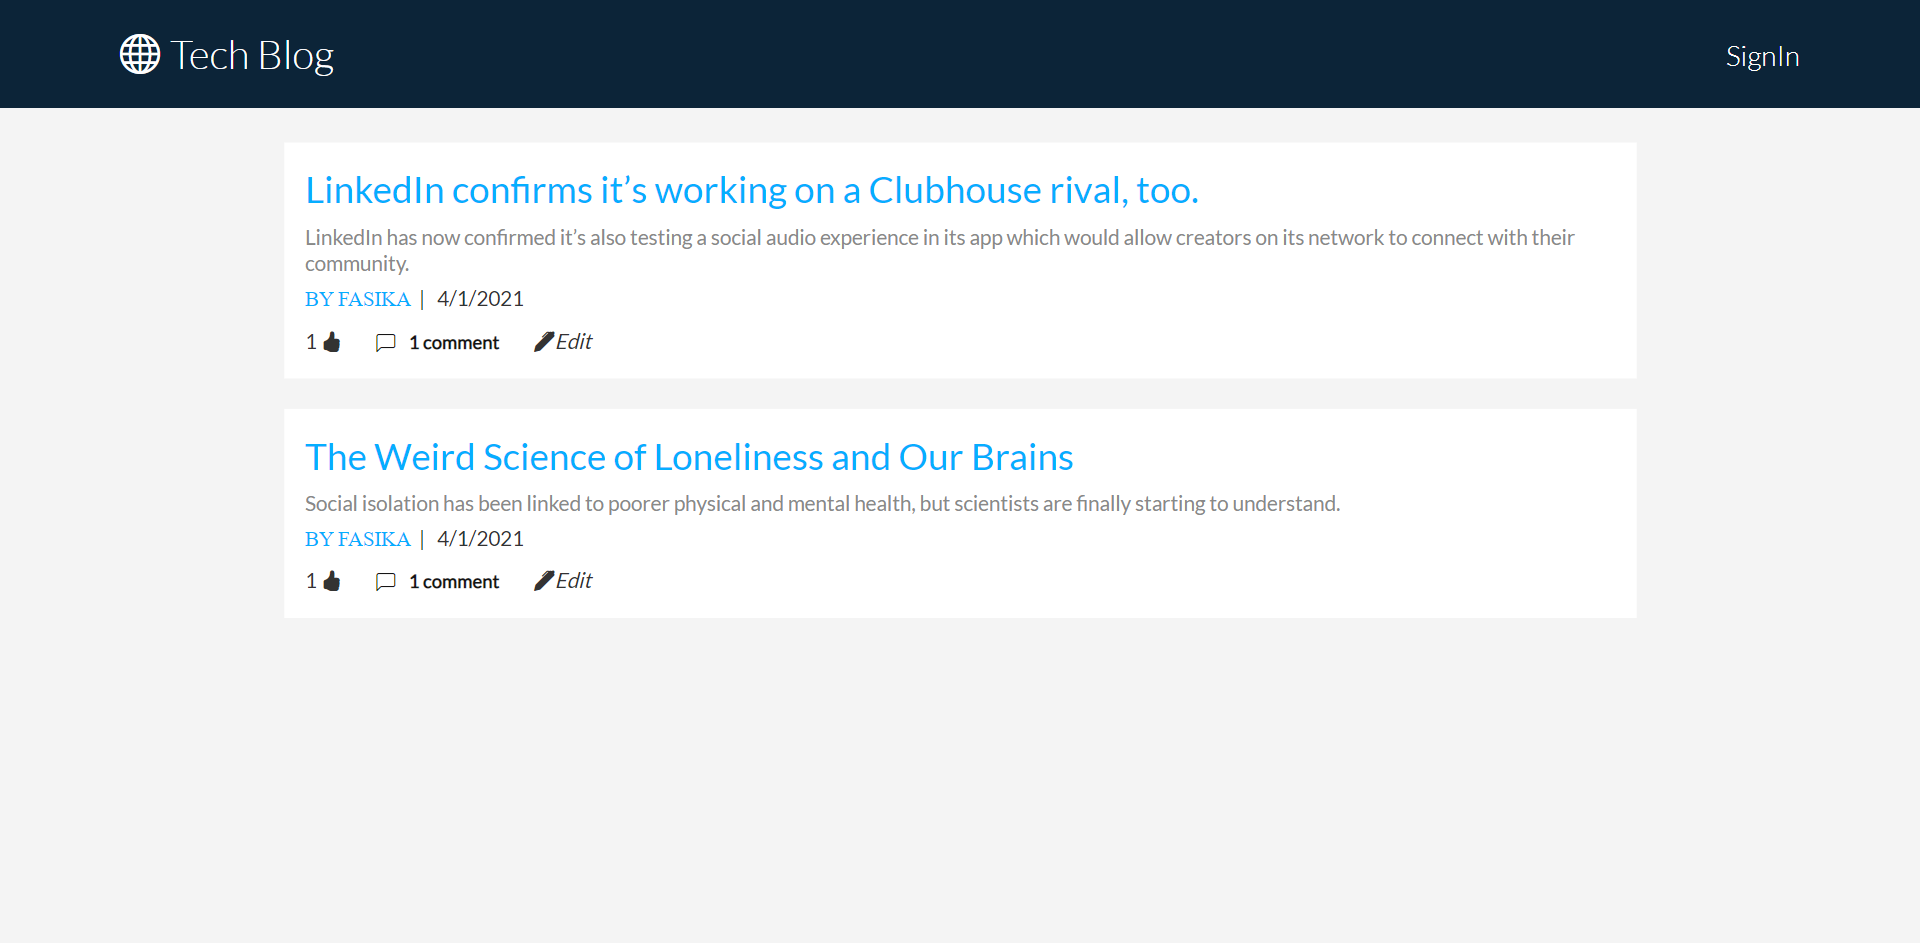 Tech Blog
SignIn
LinkedIn confirms it’s working on a Clubhouse rival, too.
LinkedIn has now confirmed it’s also testing a social audio experience in its app which would allow creators on its network to connect with their
community.
BY FASIKA | 4/1/2021
1 1 comment Edit
The Weird Science of Loneliness and Our Brains
Social isolation has been linked to poorer physical and mental health, but scientists are finally starting to understand.
BY FASIKA | 4/1/2021
1 1 comment Edit